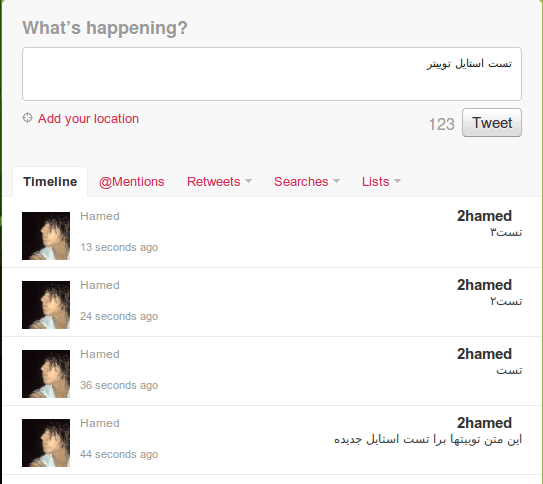 What's happening?
تست استایل توییتر
Add your location
123 Tweet
Timeline @Mentions Retweets Searches Lists
Hamed 2hamed
تست۳
13 seconds ago
Hamed 2hamed
تست۲
24 seconds ago
Hamed 2hamed
تست
36 seconds ago
Hamed 2hamed
این متن توییتها برا تست استایل جدیده
44 seconds ago